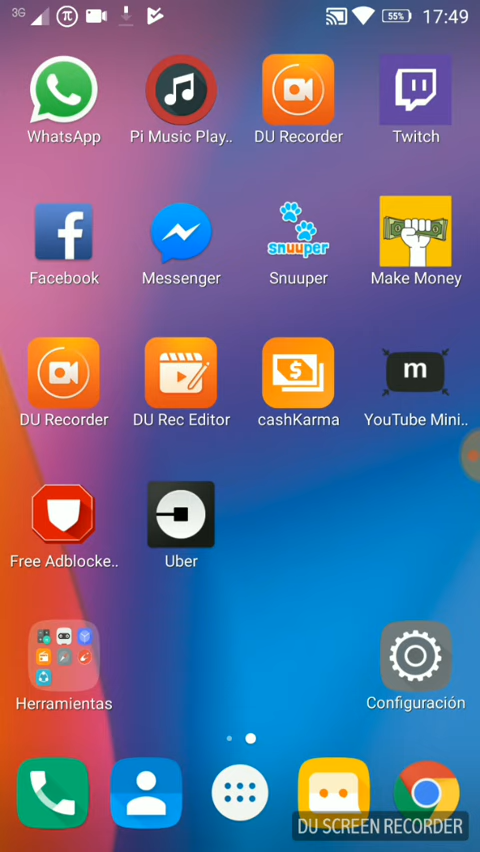 3G
55%
17:49
WhatsApp
Pi Music Play..
DU Recorder
Twitch
Facebook
snuuper
Messenger
Snuuper
Make Money
m
DU Recorder
DU Rec Editor
cashKarma
YouTube Mini..
Free Adblocke..
Uber
Herramientas
Configuración
DU SCREEN RECORDER